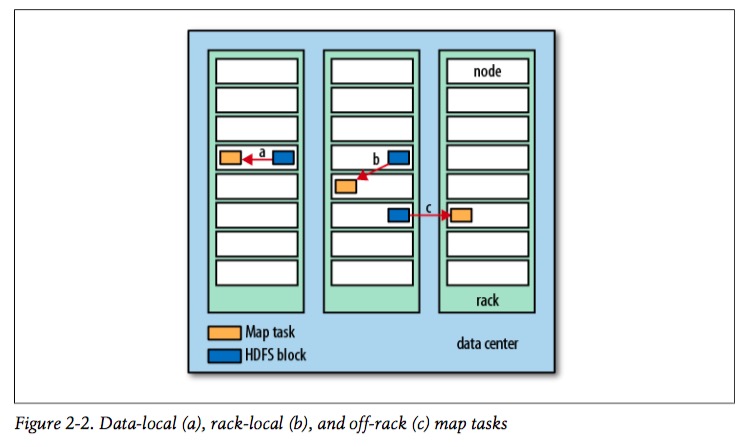 node
a
b
c
rack
Map task
HDFS block
data center
Figure 2-2. Data-local (a), rack-local (b), and off-rack (c) map tasks